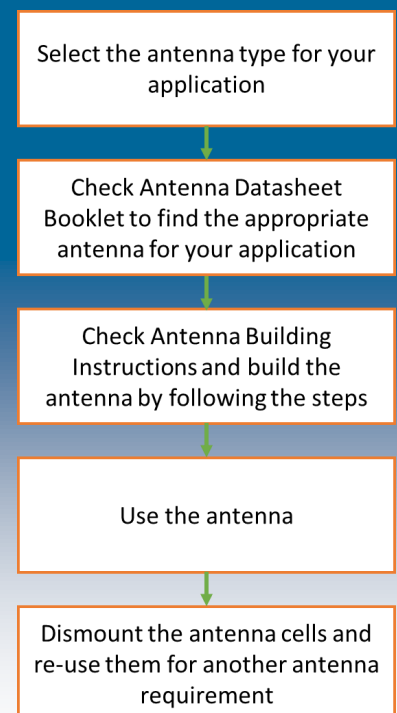 Select the antenna type for your
application
Check Antenna Datasheet
Booklet to find the appropriate
antenna for your application
Check Antenna Building
Instructions and build the
antenna by following the steps
Use the antenna
Dismount the antenna cells and
re-use them for another antenna
requirement